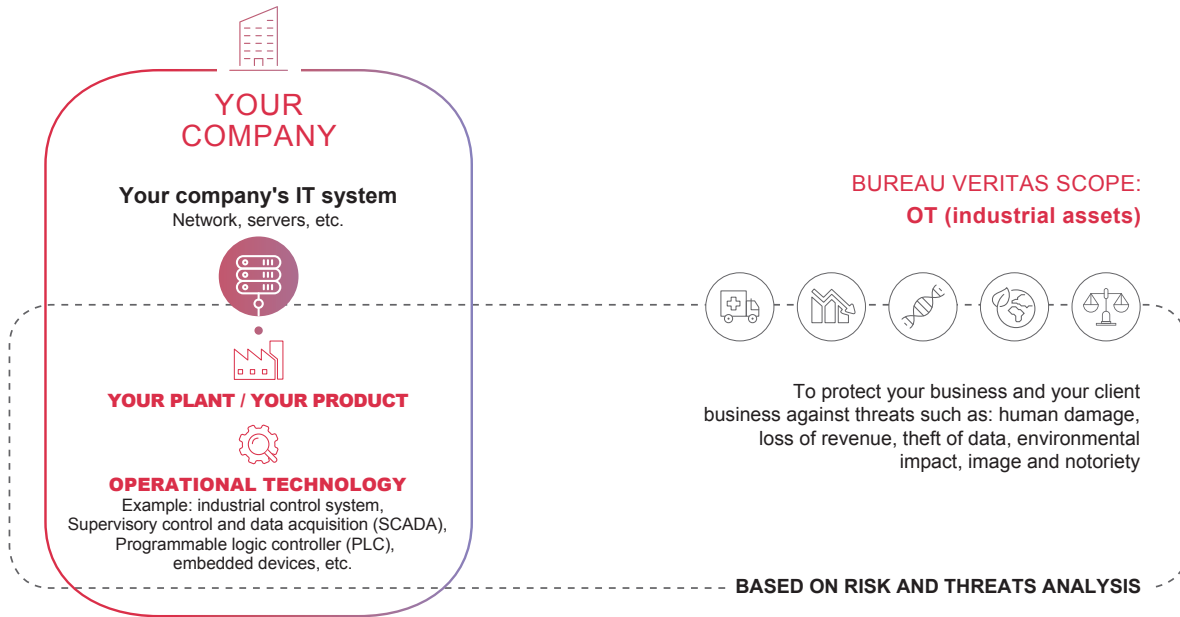 YOUR
COMPANY
Your company's IT system
Network, servers, etc.
YOUR PLANT / YOUR PRODUCT
OPERATIONAL TECHNOLOGY
Example: industrial control system,
Supervisory control and data acquisition (SCADA),
Programmable logic controller (PLC),
embedded devices, etc.
BUREAU VERITAS SCOPE:
OT (industrial assets)
To protect your business and your client
business against threats such as: human damage,
loss of revenue, theft of data, environmental
impact, image and notoriety
BASED ON RISK AND THREATS ANALYSIS